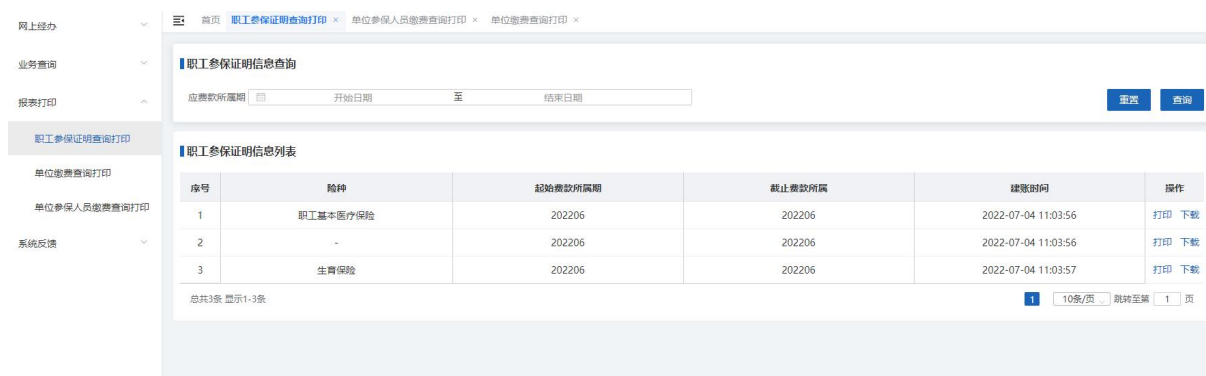 首页 职工参保证明查询打印 × 单位参保人员缴费查询打印 × 单位缴费查询打印 ×
网上经办
业务查询
报表打印
职工参保证明查询打印
单位缴费查询打印
单位参保人员缴费查询打印
系统反馈
职工参保证明信息查询
应费款所属期 开始日期 至 结束日期
重置 查询
职工参保证明信息列表
序号 险种 起始费款所属期 截止费款所属 建账时间 操作
1 职工基本医疗保险 202206 202206 2022-07-04 11:03:56 打印 下载
2 - 202206 202206 2022-07-04 11:03:56 打印 下载
3 生育保险 202206 202206 2022-07-04 11:03:57 打印 下载
总共3条 显示1-3条 1 10条/页 跳转至第 1 页